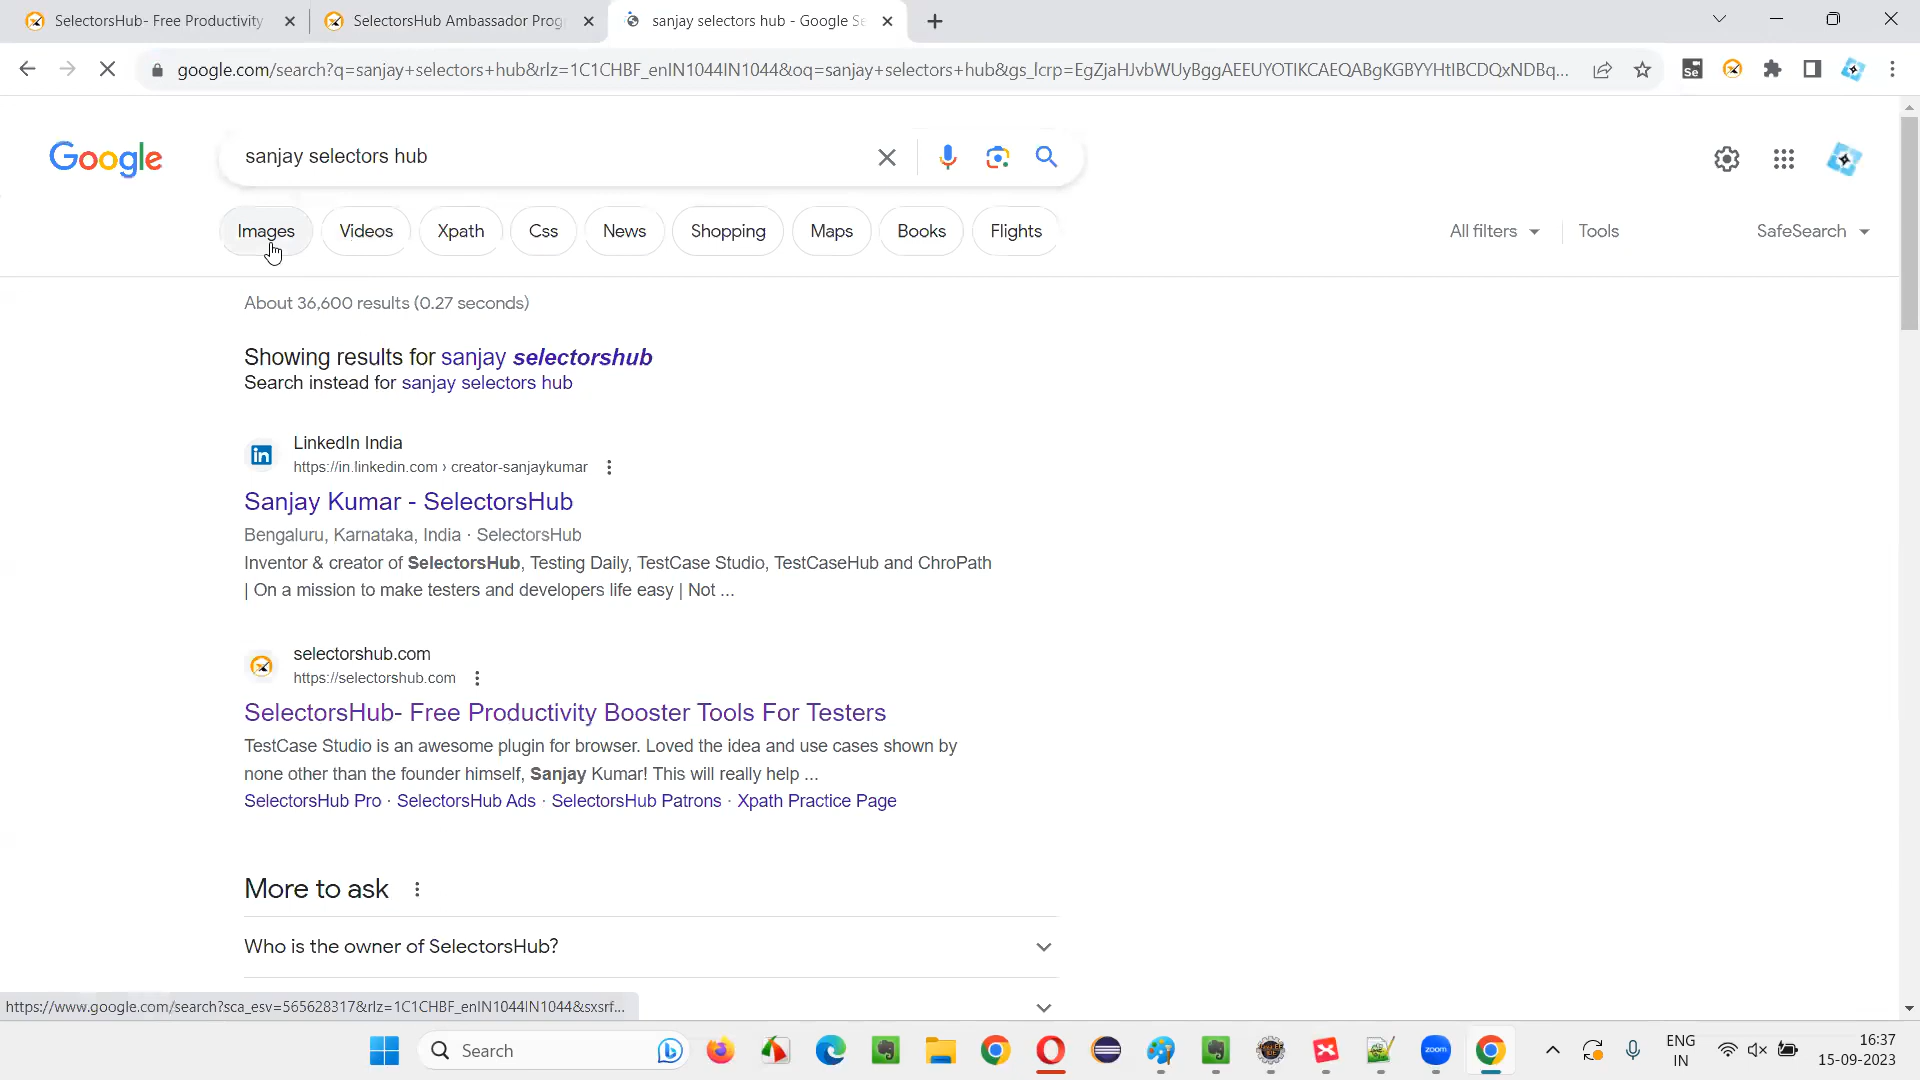 SelectorsHub- Free Productivity
SelectorsHub Ambassador Prog
sanjay selectors hub - Google Se
google.com/search?q=sanjay+selectors+hub&rlz=1C1CHBF_enIN1044IN1044&oq=sanjay+selectors+hub&gs_lcrp=EgZjaHJvbWUyBggAEEUYOTIKCAEQABgKGBYYHtIBCDQxNDBq...
Google
sanjay selectors hub
Images
Videos
Xpath
Css
News
Shopping
Maps
Books
Flights
All filters
Tools
SafeSearch
About 36,600 results (0.27 seconds)
Showing results for sanjay selectorshub
Search instead for sanjay selectors hub
in
LinkedIn India
https://in.linkedin.com › creator-sanjaykumar
Sanjay Kumar - SelectorsHub
Bengaluru, Karnataka, India · SelectorsHub
Inventor & creator of SelectorsHub, Testing Daily, TestCase Studio, TestCaseHub and ChroPath
| On a mission to make testers and developers life easy | Not ...
selectorshub.com
https://selectorshub.com
SelectorsHub- Free Productivity Booster Tools For Testers
TestCase Studio is an awesome plugin for browser. Loved the idea and use cases shown by
none other than the founder himself, Sanjay Kumar! This will really help ...
SelectorsHub Pro · SelectorsHub Ads · SelectorsHub Patrons · Xpath Practice Page
More to ask
Who is the owner of SelectorsHub?
https://www.google.com/search?sca_esv=565628317&rlz=1C1CHBF_enIN1044IN1044&sxsrf...
Search
zoom
ENG
IN
16:37
15-09-2023